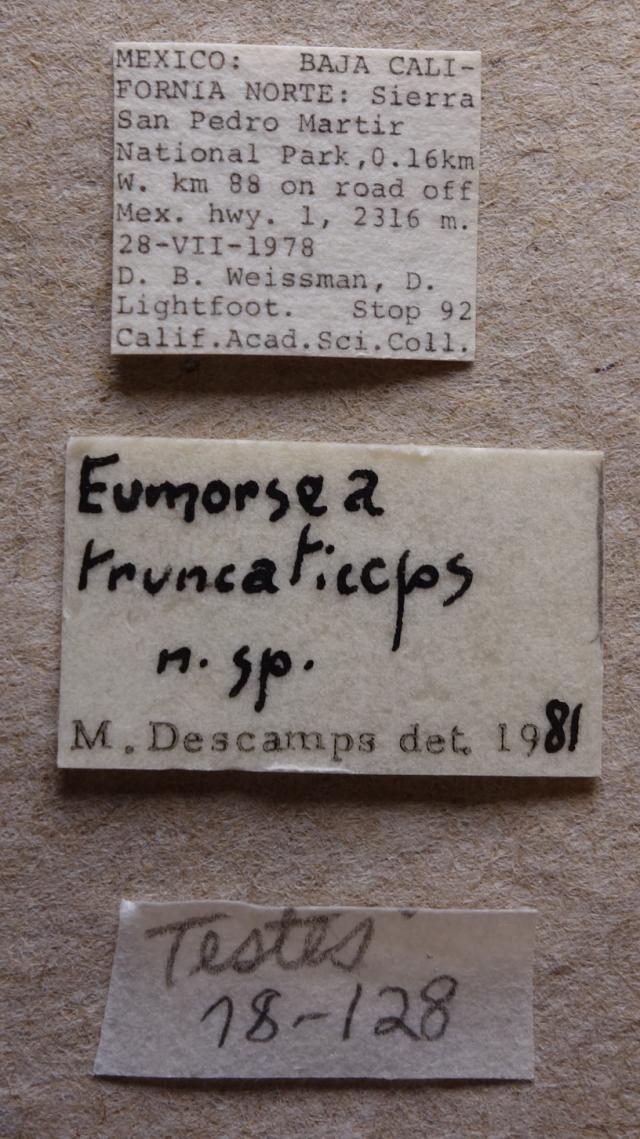 MEXICO: BAJA CALI-
FORNIA NORTE: Sierra
San Pedro Martir
National Park,0.16km
W. km 88 on road off
Mex. hwy. 1, 2316 m.
28-VII-1978
D. B. Weissman, D.
Lightfoot. Stop 92
Calif.Acad.Sci.Coll.
Eumorsea
truncaticeps
n. sp.
M. Descamps det. 1981
Testes
78-128